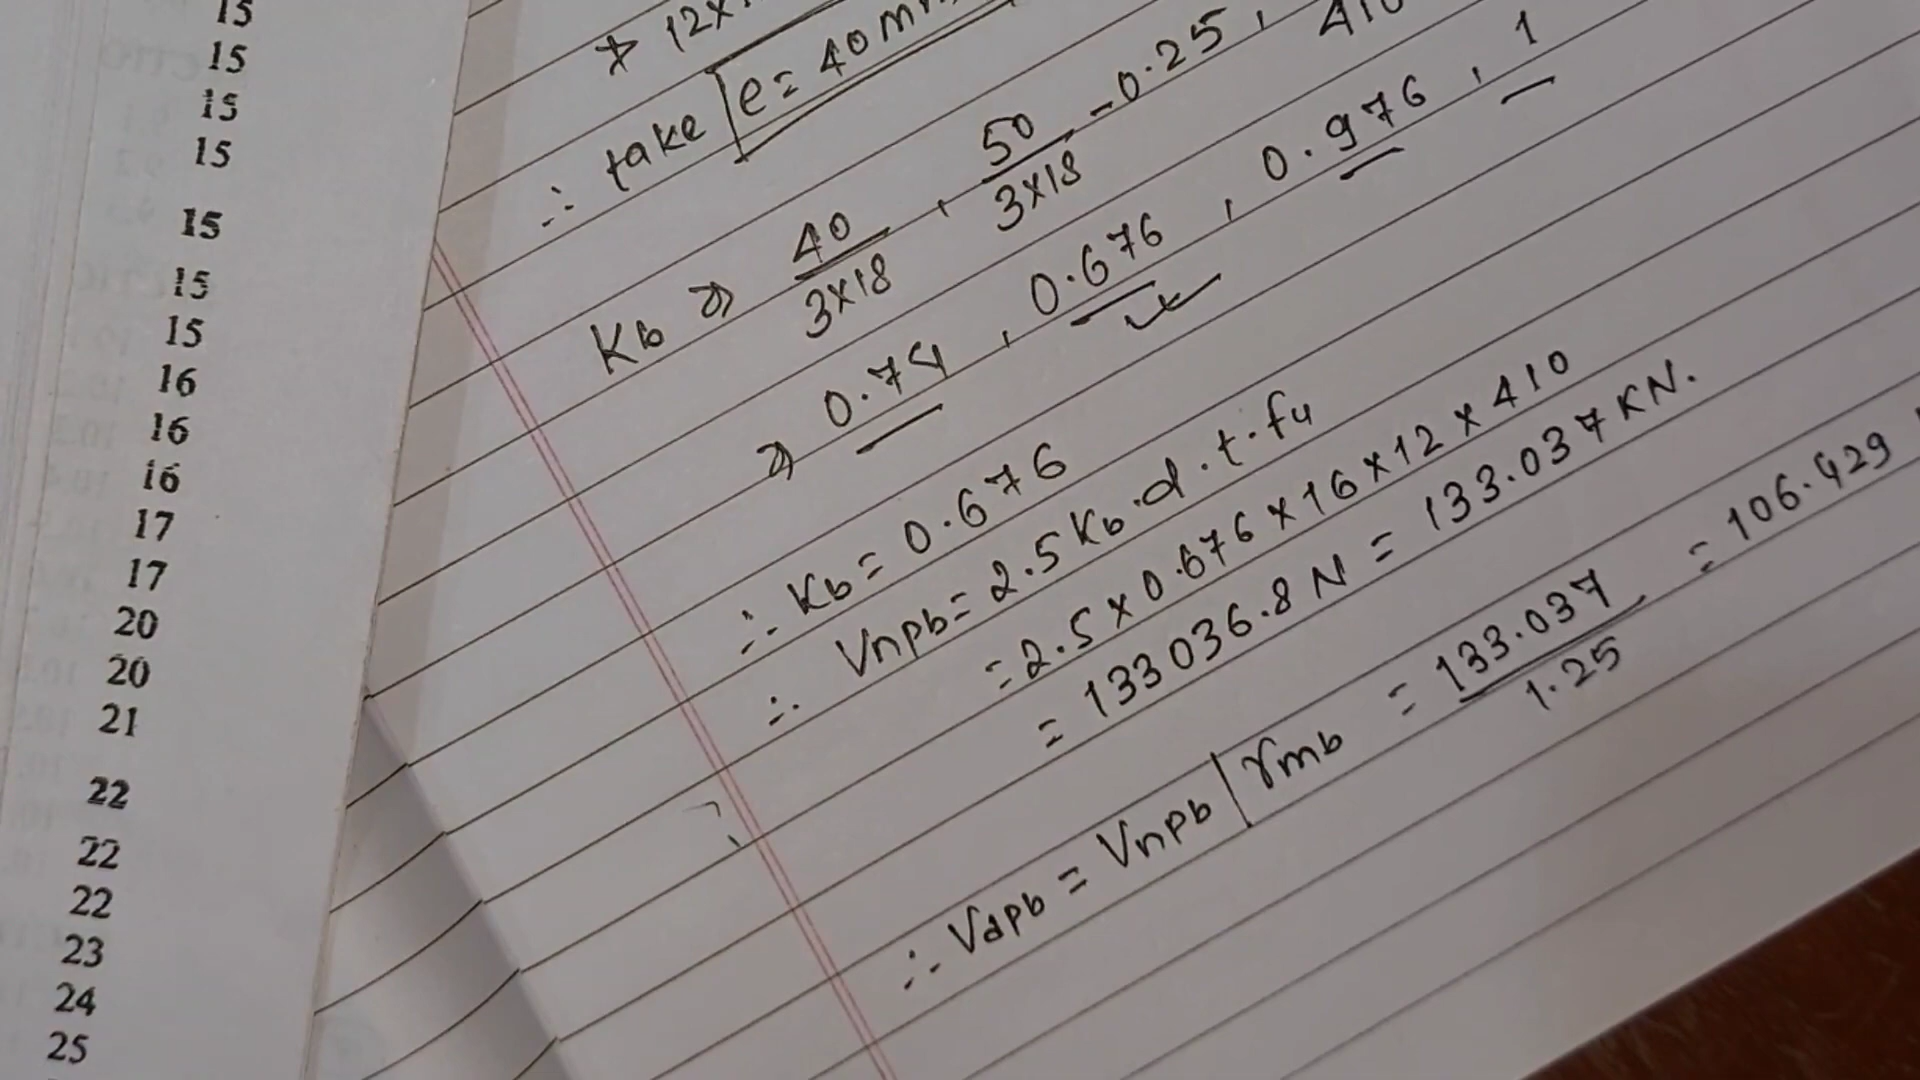 15
15
15
15
15
15
15
16
16
16
17
17
20
20
21
22
22
22
23
24
25
∴ take e = 40 mm
Kb ⇒ 40/3×18 , 50/3×18 - 0.25 , 410
⇒ 0.74 , 0.676 , 0.976 , 1
∴ Kb = 0.676
∴ Vnpb = 2.5 Kb . d . t . fu
= 2.5 × 0.676 × 16 × 12 × 410
= 133036.8 N = 133.037 KN.
∴ Vdpb = Vnpb | γmb = 133.037/1.25 = 106.429